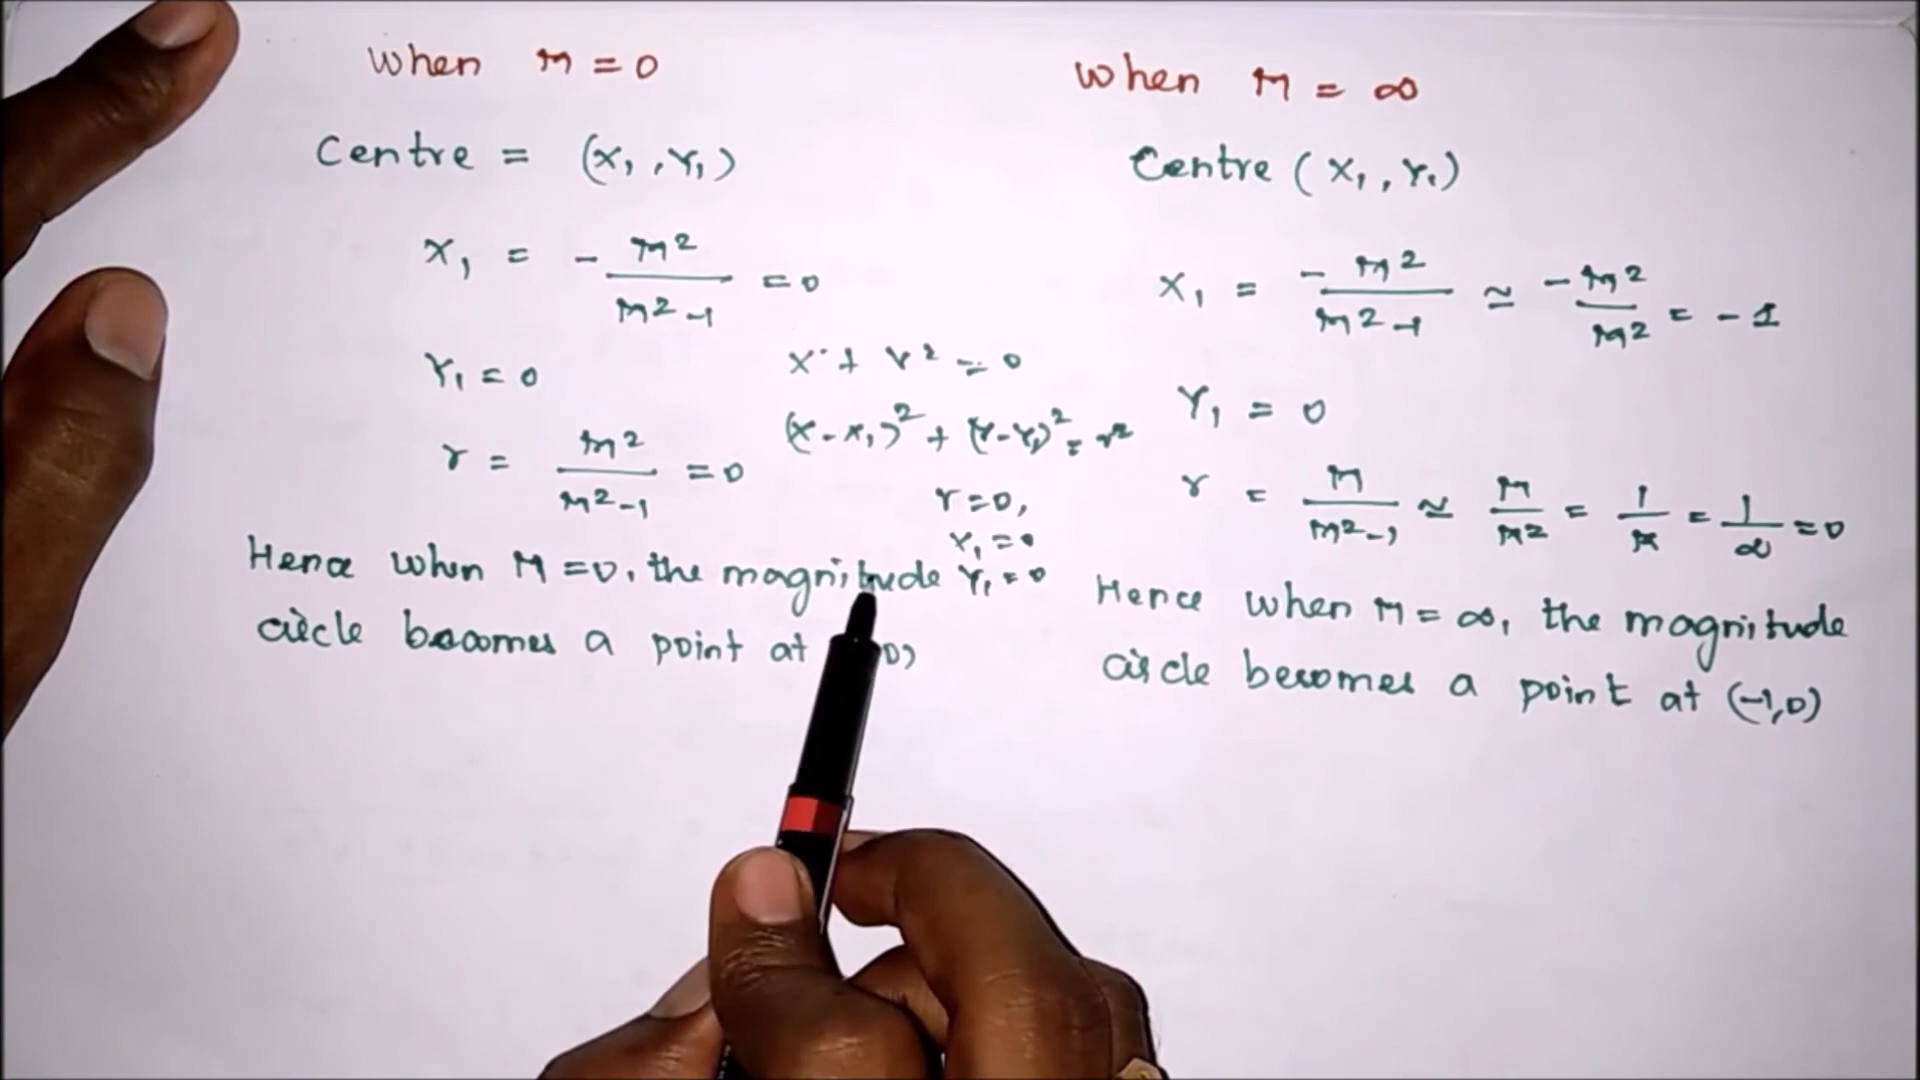 When M = 0
Centre = (X₁, Y₁)
X₁ = - M²/M²-1 = 0
Y₁ = 0
r = M²/M²-1 = 0
Hence when M = 0, the magnitude
circle becomes a point at 0)
X² + Y² = 0
(X - X₁)² + (Y - Y₁)² = r²
r = 0,
X₁ = 0
Y₁ = 0
When M = ∞
Centre (X₁, Y₁)
X₁ = -M²/M²-1 ≃ -M²/M² = -1
Y₁ = 0
r = M/M²-1 ≃ M/M² = 1/M = 1/∞ = 0
Hence when M = ∞, the magnitude
circle becomes a point at (-1,0)